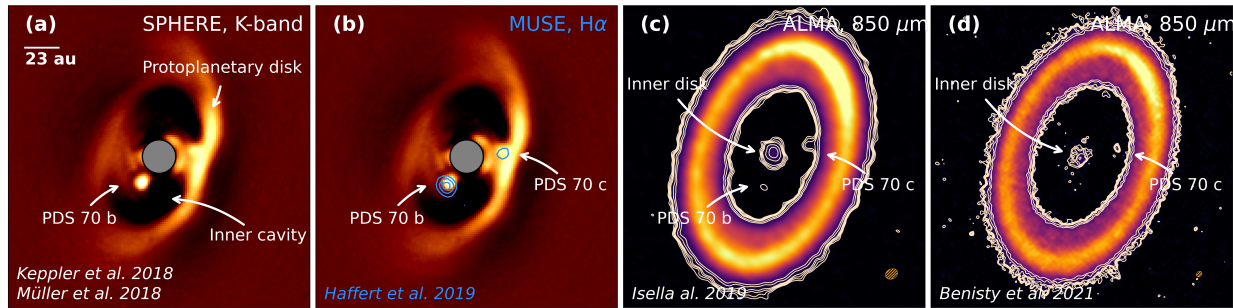 (a)
SPHERE, K-band
23 au
Protoplanetary disk
PDS 70 b
Inner cavity
Keppler et al. 2018
Müller et al. 2018
(b)
MUSE, Hα
PDS 70 b
PDS 70 c
Haffert et al. 2019
(c)
ALMA, 850 μm
Inner disk
PDS 70 c
PDS 70 b
Isella al. 2019
(d)
ALMA, 850 μm
Inner disk
PDS 70 c
Benisty et al. 2021